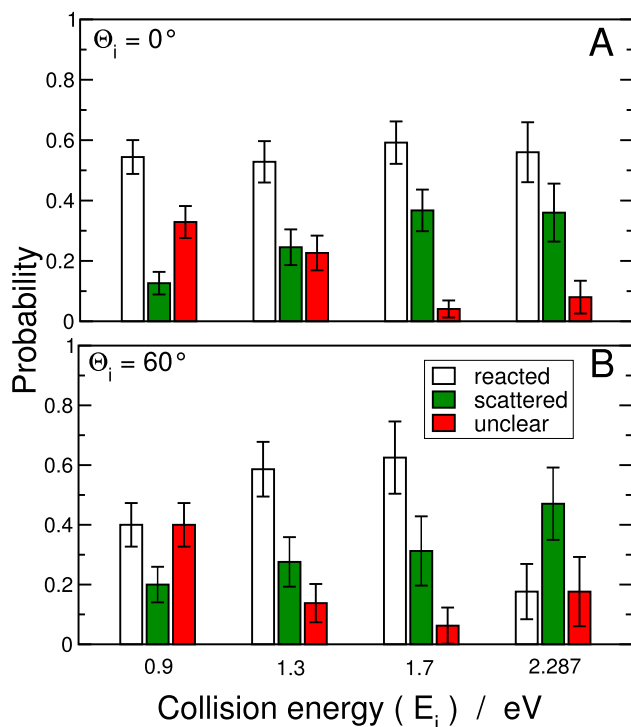 Θi = 0°
A
1
0.8
0.6
0.4
0.2
0
Probability
Θi = 60°
B
1
0.8
0.6
0.4
0.2
0
reacted
scattered
unclear
0.9 1.3 1.7 2.287
Collision energy ( Ei ) / eV